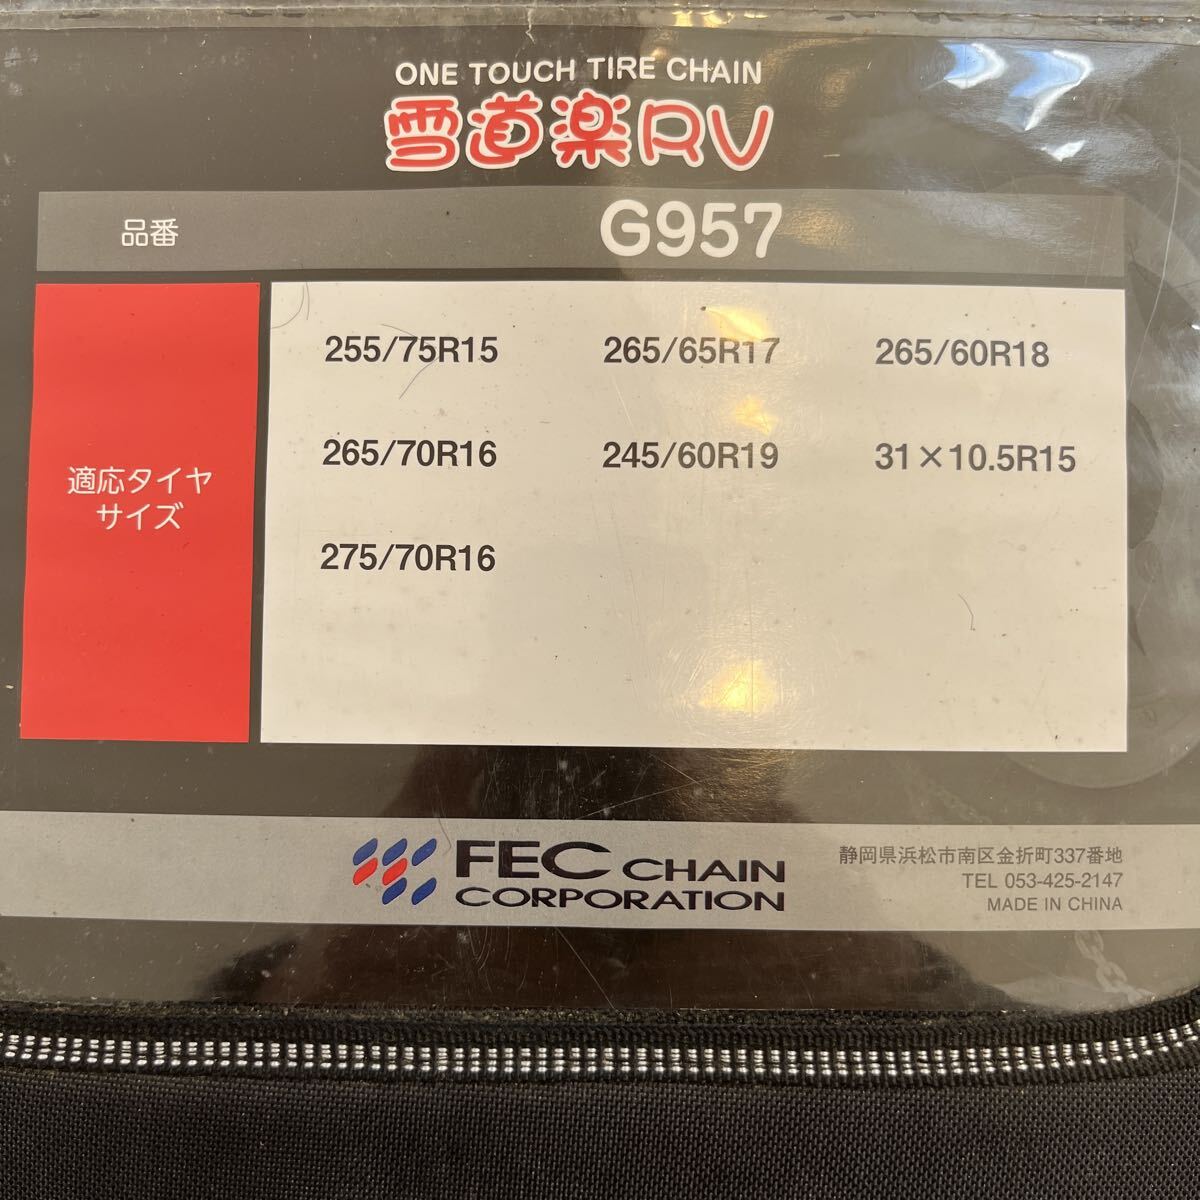 ONE TOUCH TIRE CHAIN
雪道楽RV
品番 G957
適応タイヤ
サイズ
255/75R15 265/65R17 265/60R18
265/70R16 245/60R19 31×10.5R15
275/70R16
FEC CHAIN
CORPORATION
静岡県浜松市南区金折町337番地
TEL 053-425-2147
MADE IN CHINA